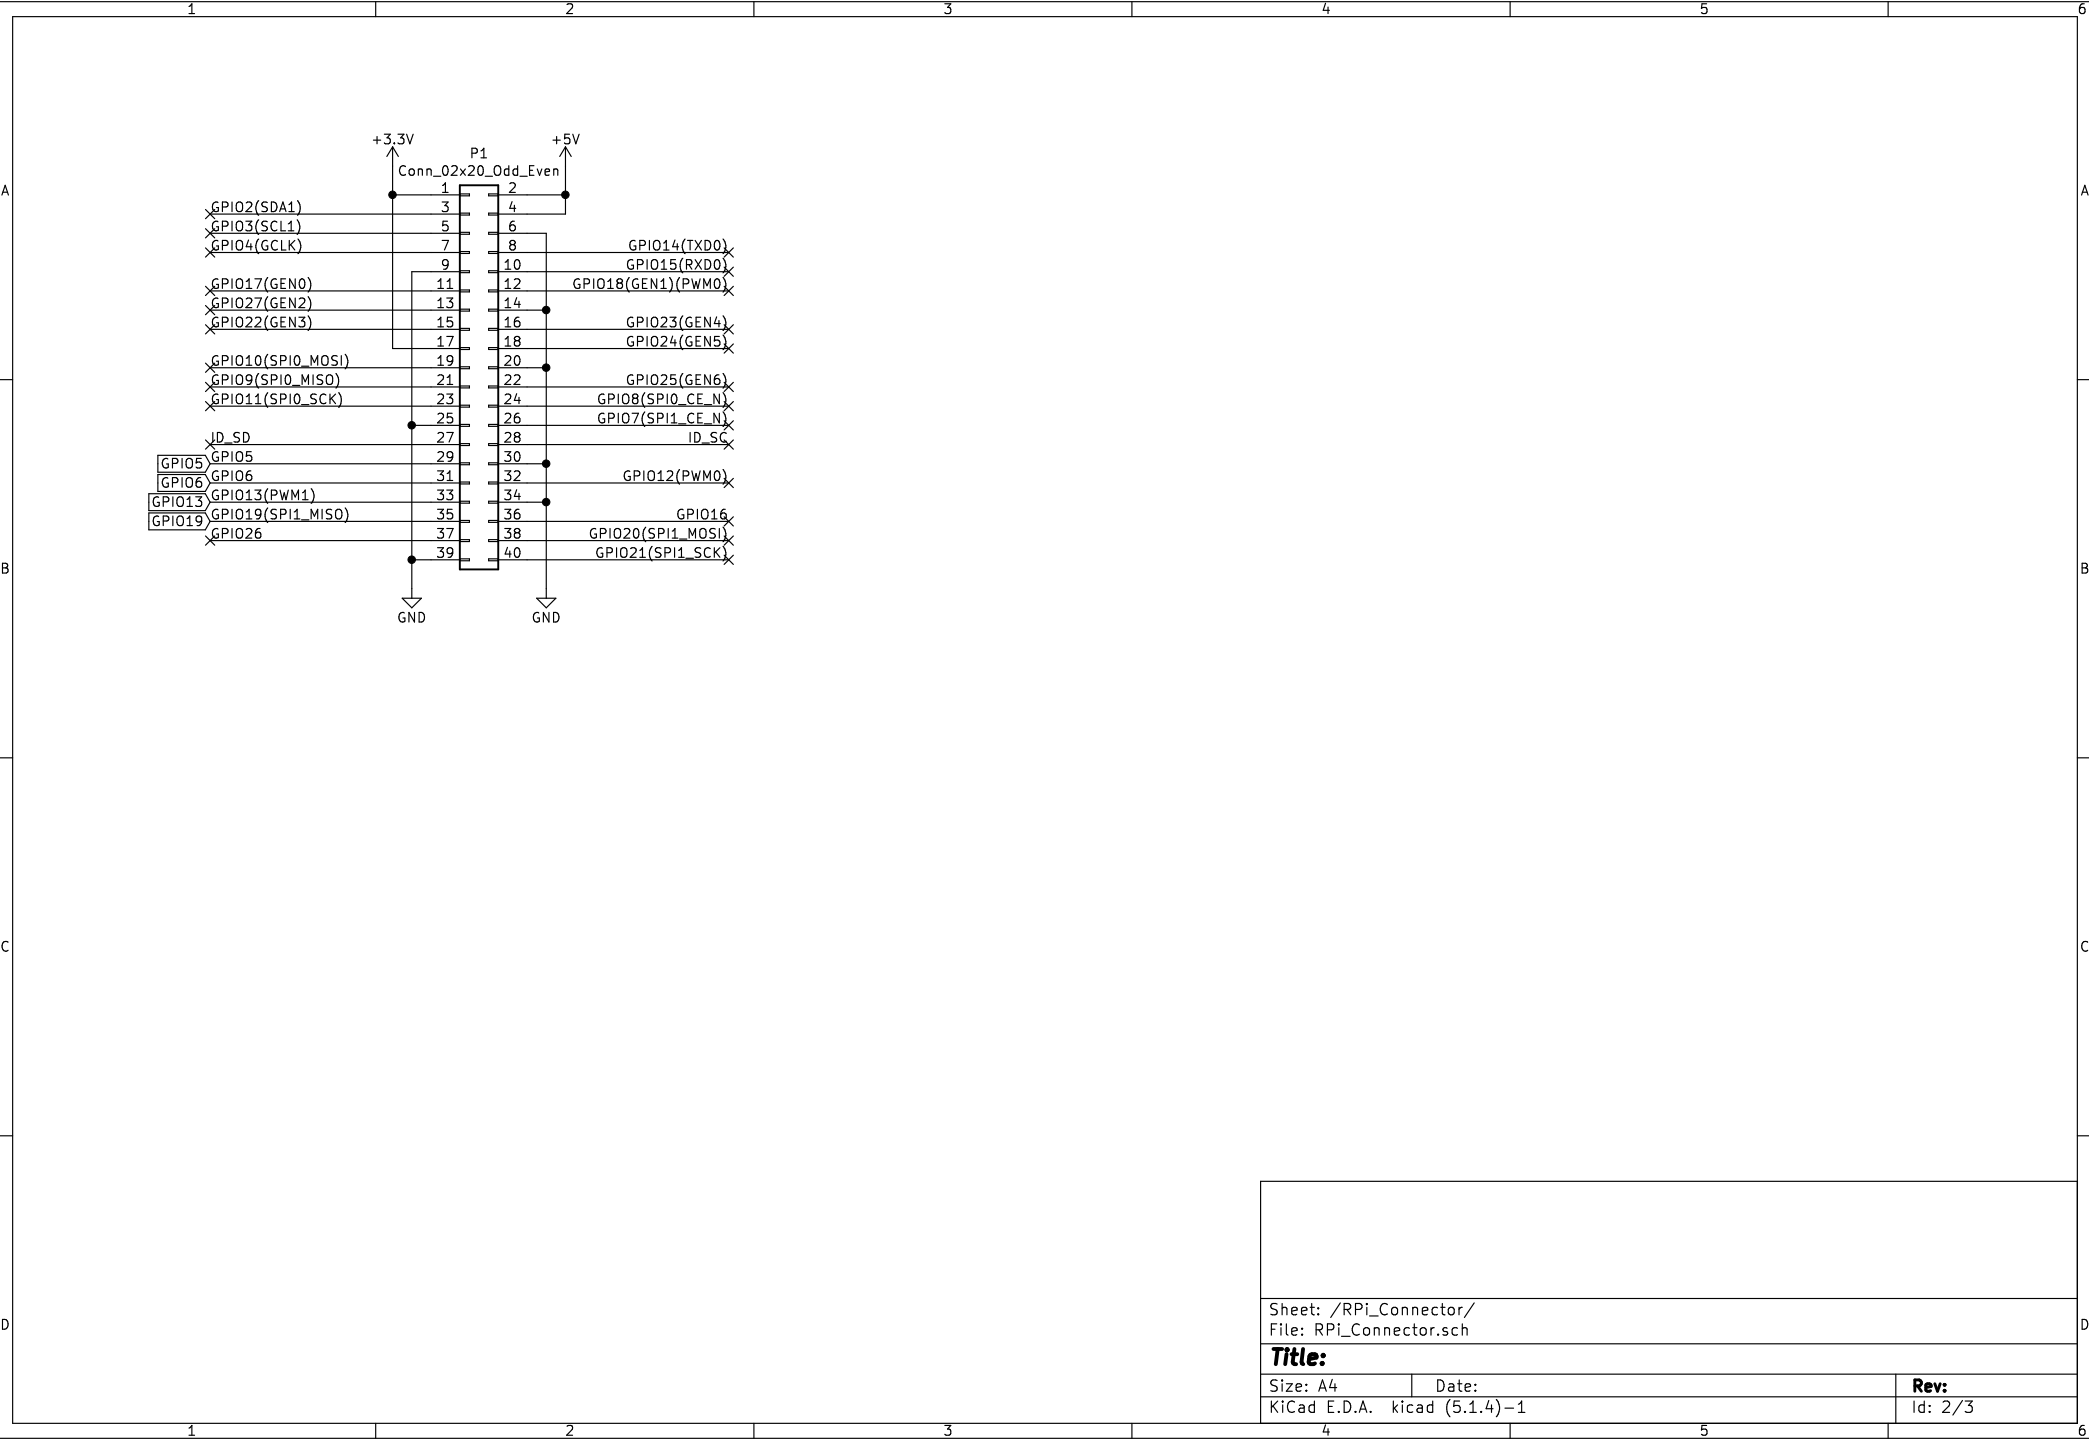 1 2 3 4 5 6
+3.3V +5V
P1
Conn_02x20_Odd_Even
A 1 2 A
GPIO2(SDA1) 3 4
GPIO3(SCL1) 5 6
GPIO4(GCLK) 7 8 GPIO14(TXD0)
9 10 GPIO15(RXD0)
GPIO17(GEN0) 11 12 GPIO18(GEN1)(PWM0)
GPIO27(GEN2) 13 14
GPIO22(GEN3) 15 16 GPIO23(GEN4)
17 18 GPIO24(GEN5)
GPIO10(SPI0_MOSI) 19 20
GPIO9(SPI0_MISO) 21 22 GPIO25(GEN6)
GPIO11(SPI0_SCK) 23 24 GPIO8(SPI0_CE_N)
25 26 GPIO7(SPI1_CE_N)
ID_SD 27 28 ID_SC
GPIO5 GPIO5 29 30
GPIO6 GPIO6 31 32 GPIO12(PWM0)
GPIO13 GPIO13(PWM1) 33 34
GPIO19 GPIO19(SPI1_MISO) 35 36 GPIO16
GPIO26 37 38 GPIO20(SPI1_MOSI)
39 40 GPIO21(SPI1_SCK)
B B
GND GND
C C
Sheet: /RPi_Connector/
D D
File: RPi_Connector.sch
Title:
Size: A4 Date: Rev:
KiCad E.D.A. kicad (5.1.4)-1 Id: 2/3
1 2 3 4 5 6